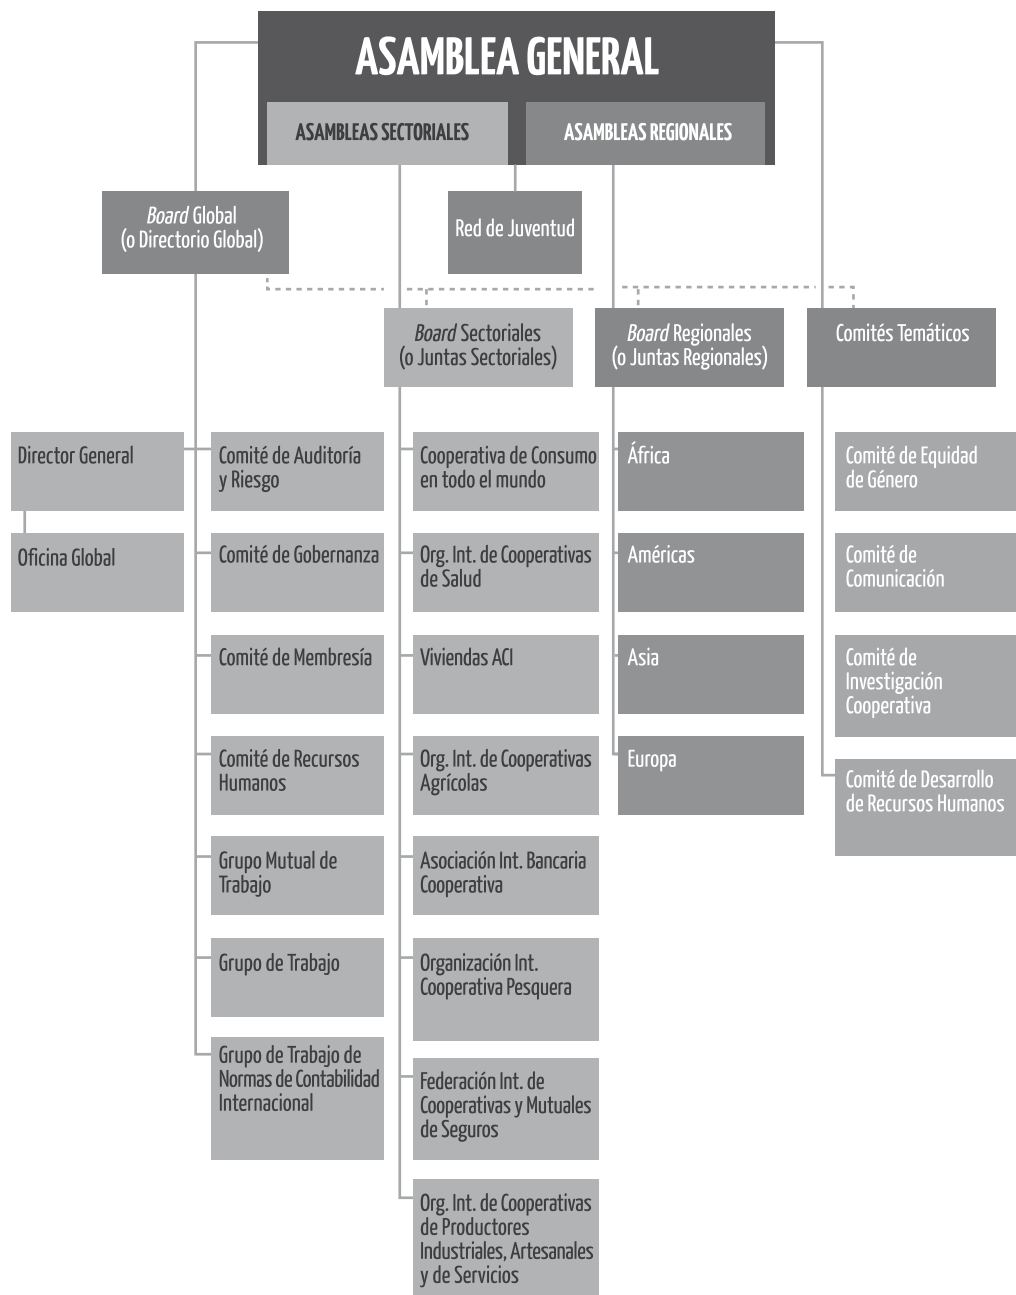 ASAMBLEA GENERAL
ASAMBLEAS SECTORIALES
ASAMBLEAS REGIONALES
Board Global
(o Directorio Global)
Red de Juventud
Board Sectoriales
(o Juntas Sectoriales)
Board Regionales
(o Juntas Regionales)
Comités Temáticos
Director General
Oficina Global
Comité de Auditoría
y Riesgo
Comité de Gobernanza
Comité de Membresía
Comité de Recursos
Humanos
Grupo Mutual de
Trabajo
Grupo de Trabajo
Grupo de Trabajo de
Normas de Contabilidad
Internacional
Cooperativa de Consumo
en todo el mundo
Org. Int. de Cooperativas
de Salud
Viviendas ACI
Org. Int. de Cooperativas
Agrícolas
Asociación Int. Bancaria
Cooperativa
Organización Int.
Cooperativa Pesquera
Federación Int. de
Cooperativas y Mutuales
de Seguros
Org. Int. de Cooperativas
de Productores
Industriales, Artesanales
y de Servicios
África
Américas
Asia
Europa
Comité de Equidad
de Género
Comité de
Comunicación
Comité de
Investigación
Cooperativa
Comité de Desarrollo
de Recursos Humanos